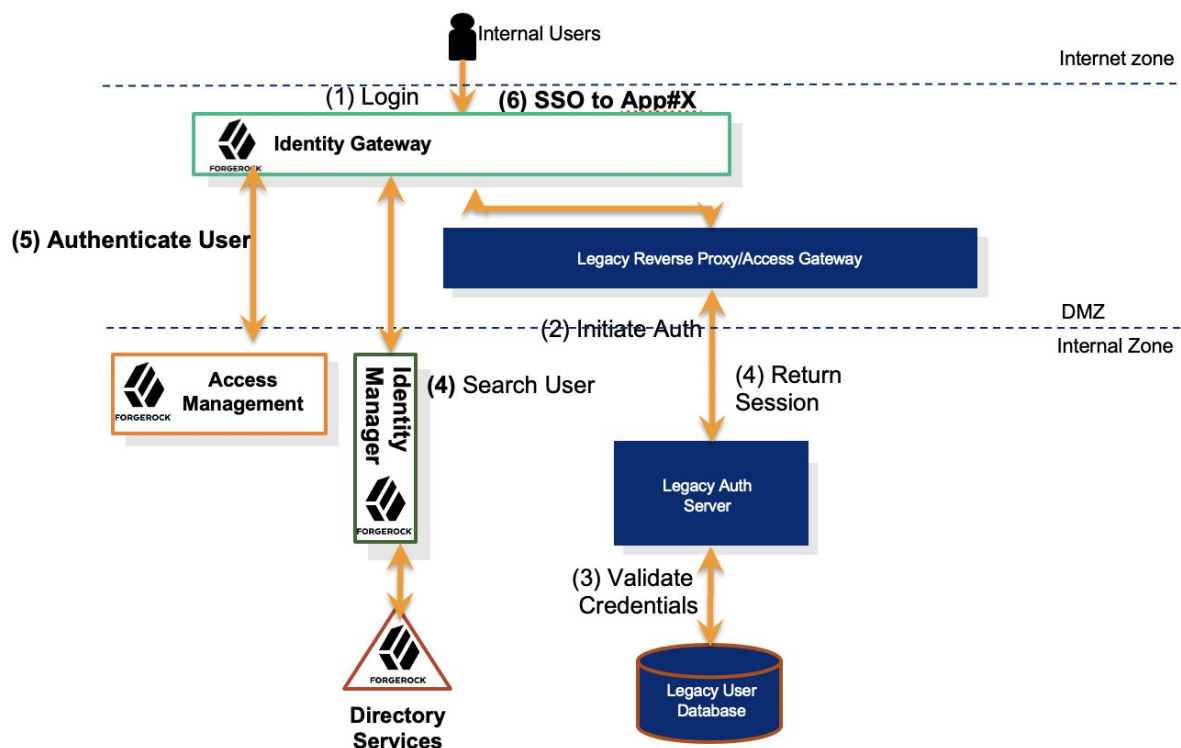 Internal Users
Internet zone
(1) Login
(6) SSO to App#X
FORGEROCK
Identity Gateway
(5) Authenticate User
Legacy Reverse Proxy/Access Gateway
DMZ
(2) Initiate Auth
Internal Zone
FORGEROCK
Access
Management
Identity
Manager
FORGEROCK
(4) Search User
(4) Return
Session
Legacy Auth
Server
(3) Validate
Credentials
FORGEROCK
Directory
Services
Legacy User
Database